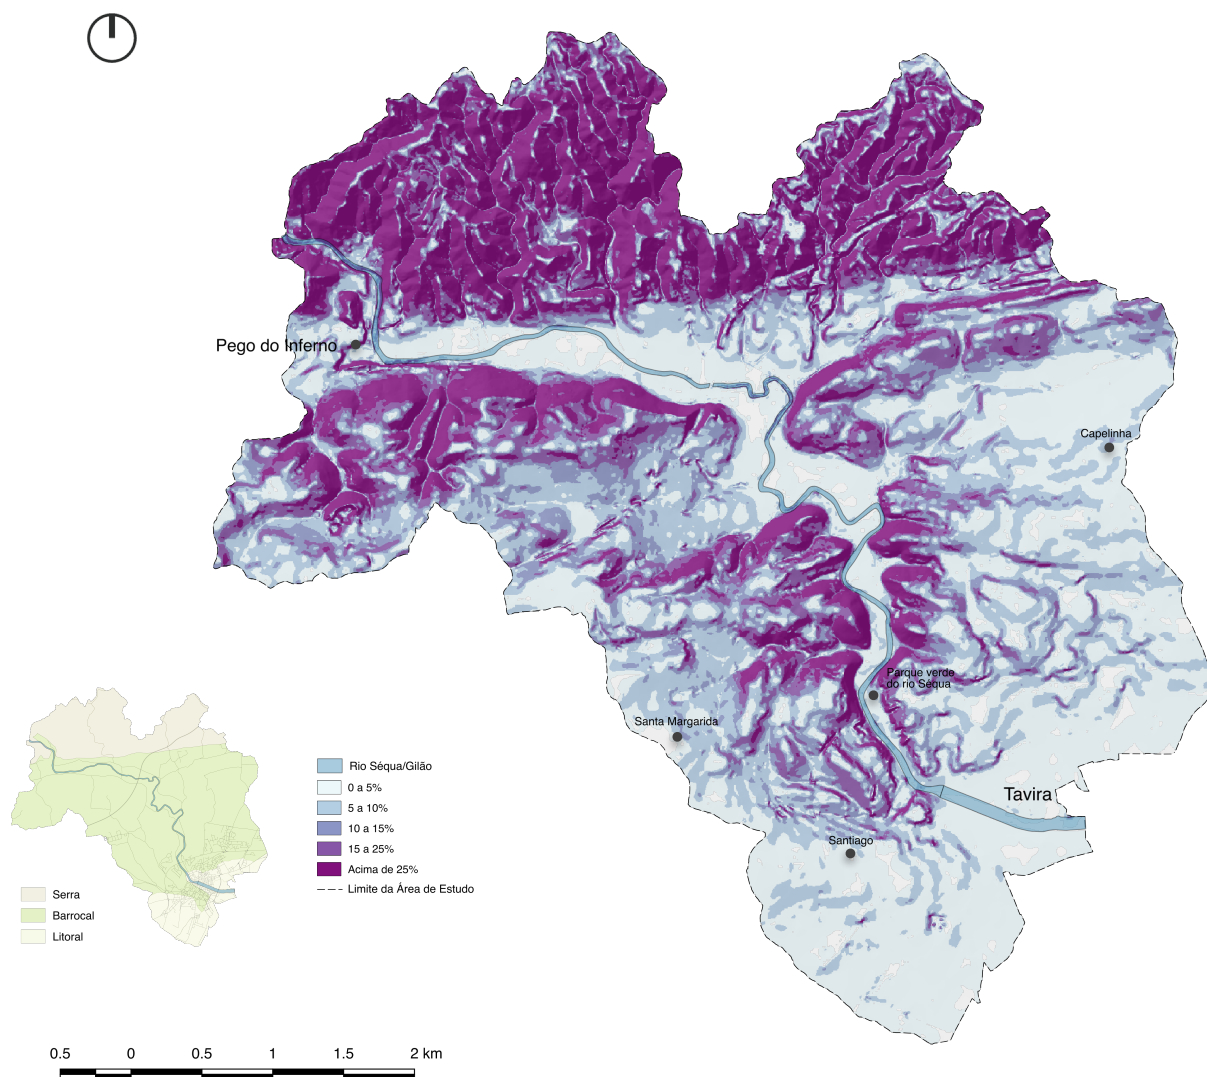 Pego do Inferno
Capelinha
Parque verde
do rio Séqua
Santa Margarida
Tavira
Santiago
Rio Séqua/Gilão
0 a 5%
5 a 10%
10 a 15%
15 a 25%
Acima de 25%
Limite da Área de Estudo
Serra
Barrocal
Litoral
0.5 0 0.5 1 1.5 2 km